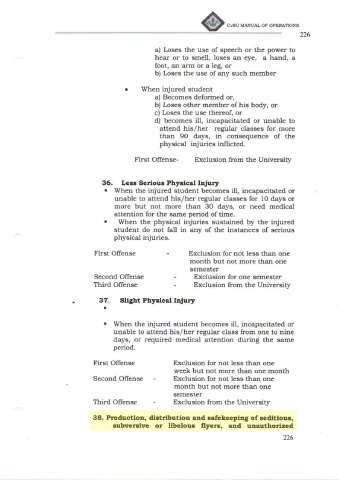 CvSU MANUAL OF OPERATIONS
226
a) Loses the use of speech or the power to
hear or to smell, loses an eye, a hand, a
foot, an arm or a leg, or
b) Loses the use of any such member
• When injured student
a) Becomes deformed or,
b) Loses other member of his body, or
c) Loses the use thereof, or
d) becomes ill, incapacitated or unable to
attend his/her regular classes for more
than 90 days, in consequence of the
physical injuries inflicted.
First Offense- Exclusion from the University
36. Less Serious Physical Injury
• When the injured student becomes ill, incapacitated or
unable to attend his/her regular classes for 10 days or
more but not more than 30 days, or need medical
attention for the same period of time.
• When the physical injuries sustained by the injured
student do not fall in any of the instances of serious
physical injuries.
First Offense - Exclusion for not less than one
month but not more than one
semester
Second Offense - Exclusion for one semester
Third Offense - Exclusion from the University
37. Slight Physical Injury
•
• When the injured student becomes ill, incapacitated or
unable to attend his/her regular class from one to nine
days, or required medical attention during the same
period.
First Offense Exclusion for not less than one
week but not more than one month
Second Offense - Exclusion for not less than one
month but not more than one
semester
Third Offense - Exclusion from the University
38. Production, distribution and safekeeping of seditious,
subversive or libelous flyers, and unauthorized
226